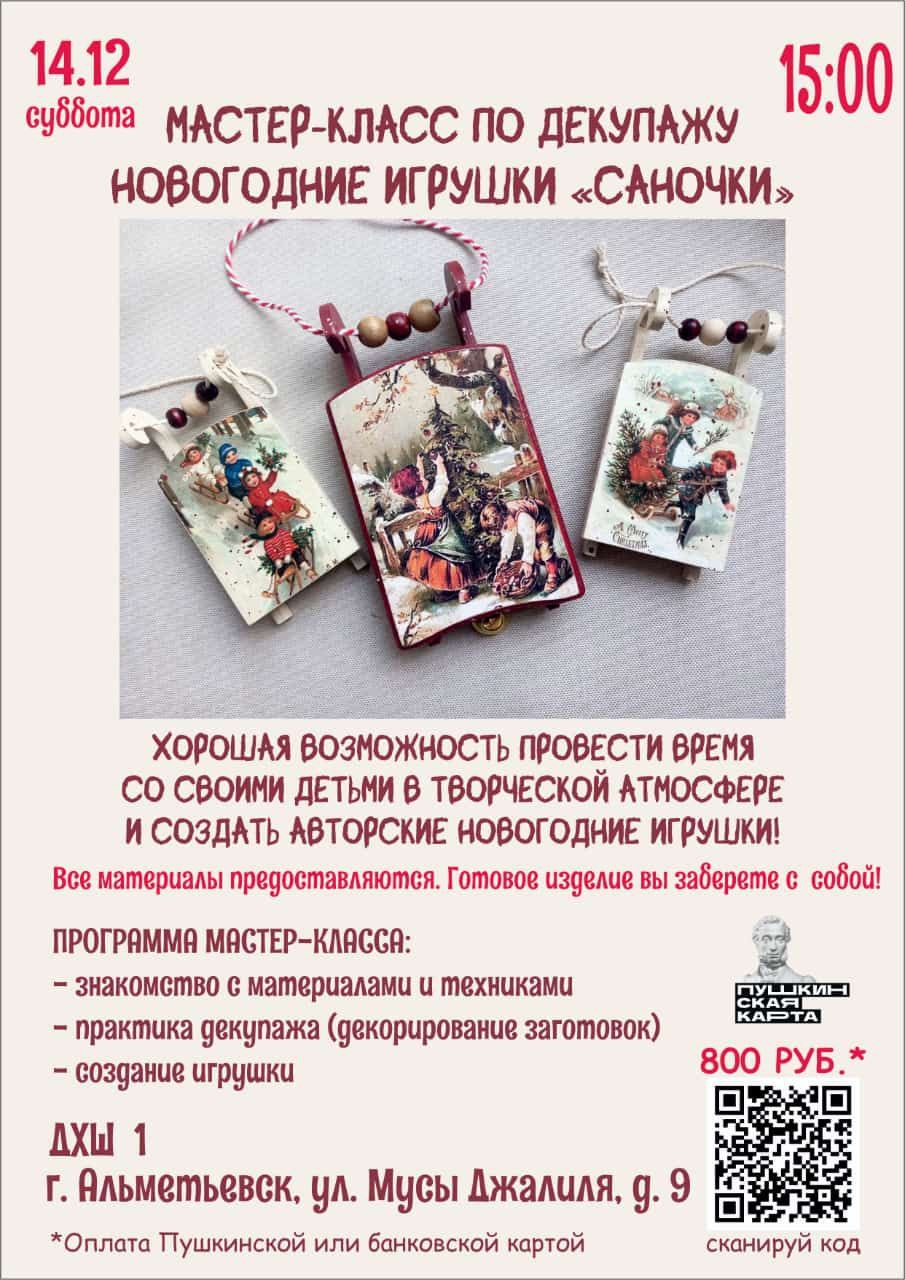 14.12
суббота
15:00
МАСТЕР-КЛАСС ПО ДЕКУПАЖУ
НОВОГОДНИЕ ИГРУШКИ «САНОЧКИ»
A Merry
Christmas.
ХОРОШАЯ ВОЗМОЖНОСТЬ ПРОВЕСТИ ВРЕМЯ
СО СВОИМИ ДЕТЬМИ В ТВОРЧЕСКОЙ АТМОСФЕРЕ
И СОЗДАТЬ АВТОРСКИЕ НОВОГОДНИЕ ИГРУШКИ!
Все материалы предоставляются. Готовое изделие вы заберете с собой!
ПРОГРАММА МАСТЕР-КЛАССА:
- знакомство с материалами и техниками
- практика декупажа (декорирование заготовок)
- создание игрушки
ПУШКИН
СКАЯ
КАРТА
800 РУБ.*
ДХШ 1
г. Альметьевск, ул. Мусы Джалиля, д. 9
*Оплата Пушкинской или банковской картой
сканируй код